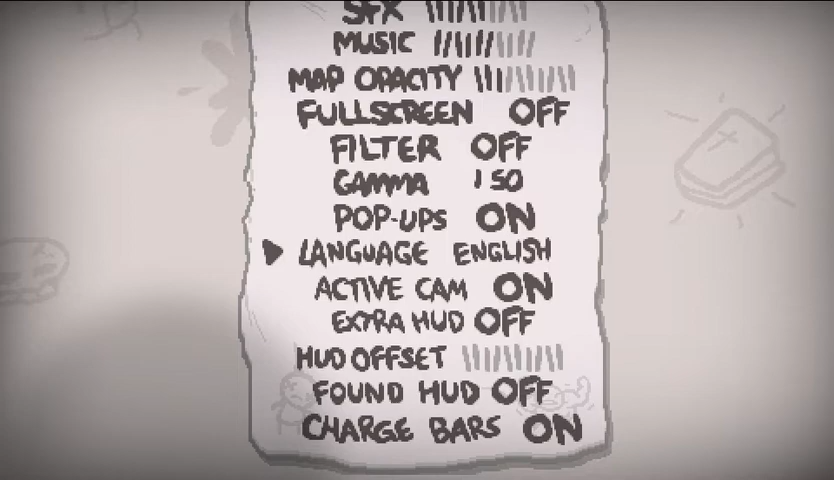 SFX
MUSIC
MAP OPACITY
FULLSCREEN OFF
FILTER OFF
GAMMA 1 50
POP-UPS ON
LANGUAGE ENGLISH
ACTIVE CAM ON
EXTRA HUD OFF
HUD OFFSET
FOUND HUD OFF
CHARGE BARS ON